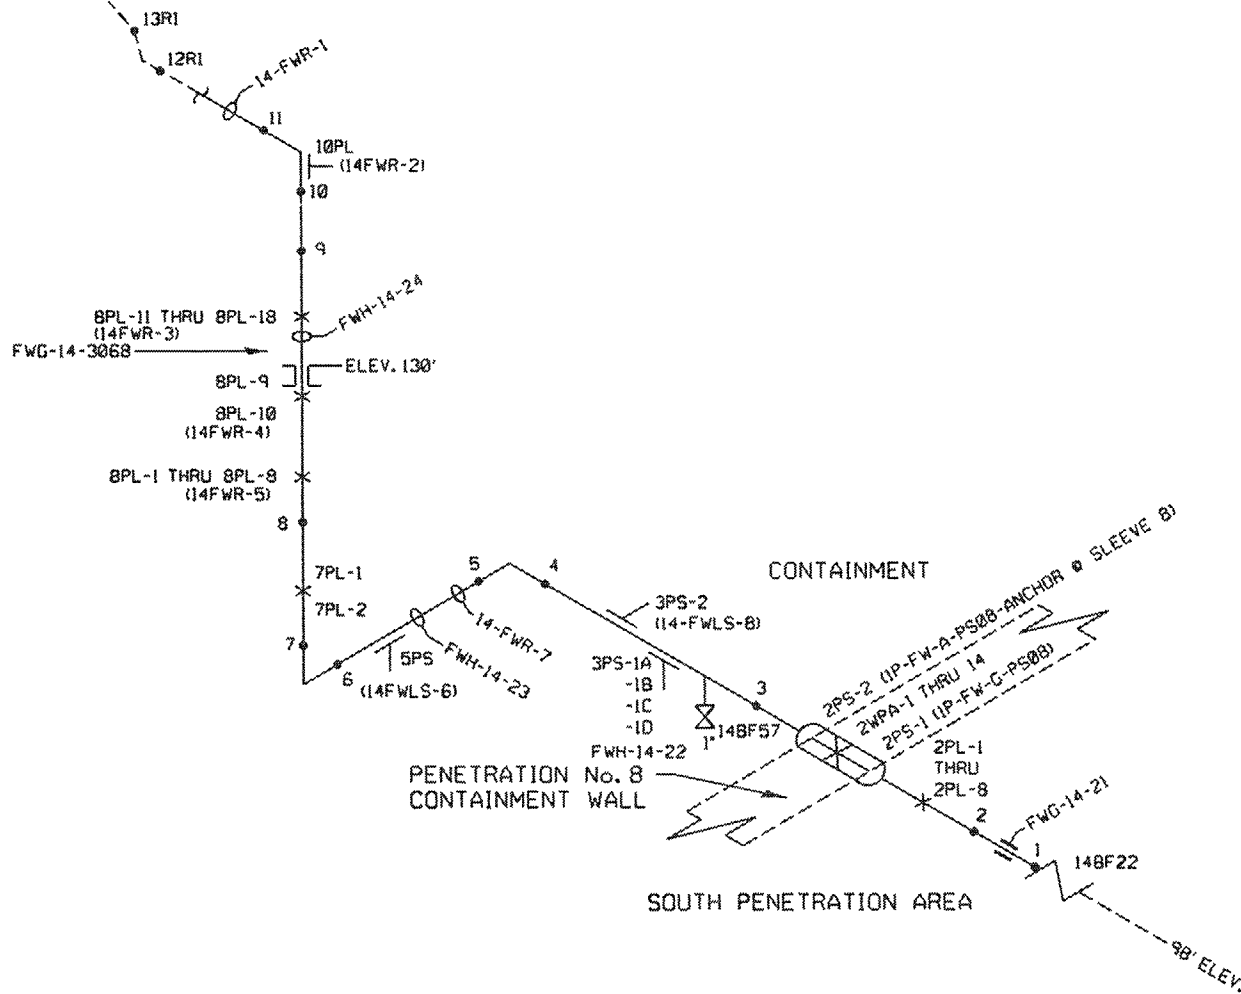 13R1
12R1
14-FWR-1
11
10PL
(14FWR-2)
10
9
FWH-14-24
8PL-11 THRU 8PL-18
(14FWR-3)
FWG-14-3068
ELEV. 130'
8PL-9
8PL-10
(14FWR-4)
8PL-1 THRU 8PL-8
(14FWR-5)
8
7PL-1
7PL-2
7
6
5PS
(14FWLS-6)
5
14-FWR-7
FWH-14-23
4
CONTAINMENT
3PS-2
(14-FWLS-8)
3PS-1A
-1B
-1C
-1D
FWH-14-22
1"
14BF57
3
2PS-2 (1P-FW-A-PS08-ANCHOR @ SLEEVE 8)
2WPA-1 THRU 14
2PS-1 (1P-FW-G-PS08)
PENETRATION No. 8
CONTAINMENT WALL
2PL-1
THRU
2PL-8
2
FWG-14-21
1
14BF22
SOUTH PENETRATION AREA
98' ELEV.